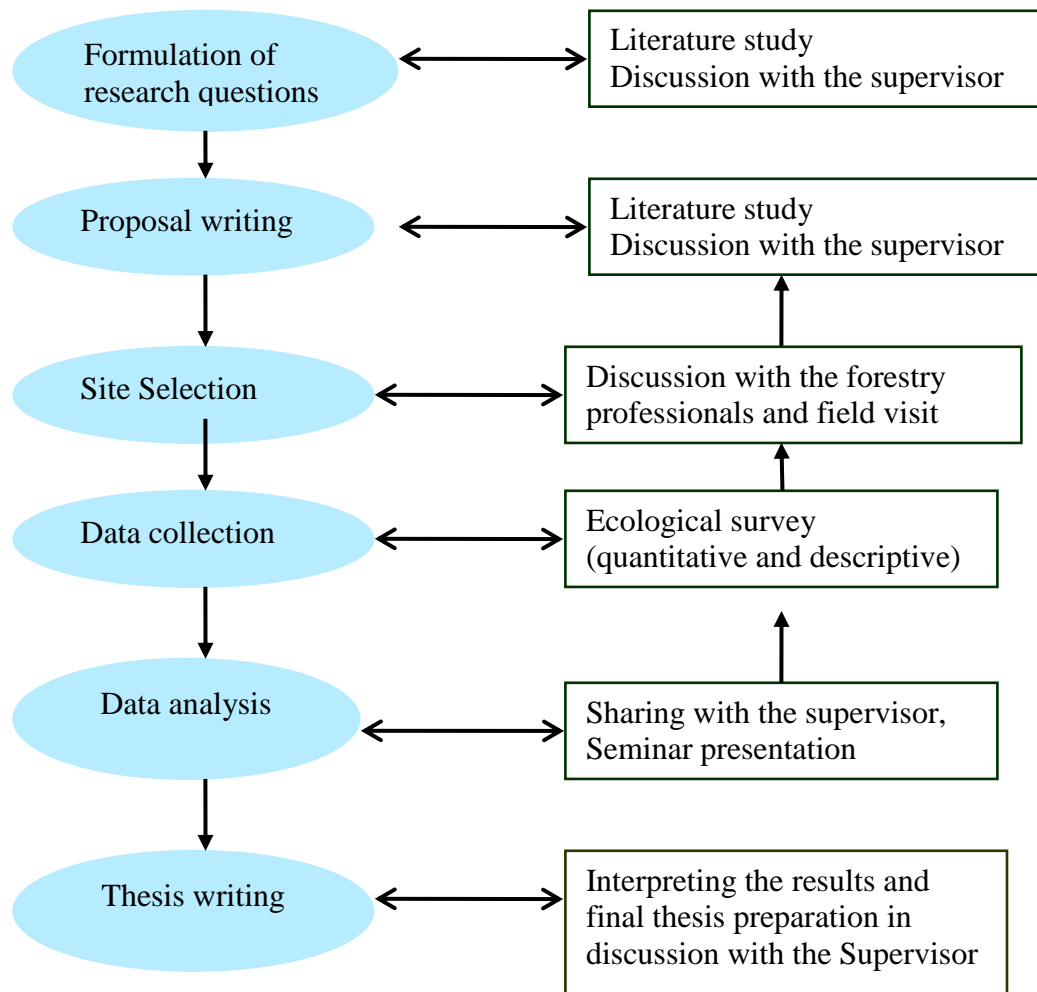 Formulation of
research questions
Literature study
Discussion with the supervisor
Proposal writing
Literature study
Discussion with the supervisor
Site Selection
Discussion with the forestry
professionals and field visit
Data collection
Ecological survey
(quantitative and descriptive)
Data analysis
Sharing with the supervisor,
Seminar presentation
Thesis writing
Interpreting the results and
final thesis preparation in
discussion with the Supervisor